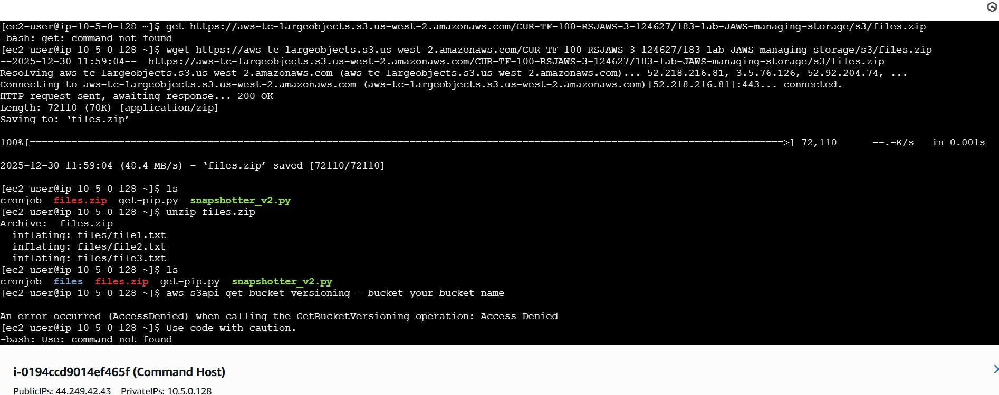 [ec2-user@ip-10-5-0-128 ~]$ get https://aws-tc-largeobjects.s3.us-west-2.amazonaws.com/CUR-TF-100-RSJAWS-3-124627/183-lab-JAWS-managing-storage/s3/files.zip
-bash: get: command not found
[ec2-user@ip-10-5-0-128 ~]$ wget https://aws-tc-largeobjects.s3.us-west-2.amazonaws.com/CUR-TF-100-RSJAWS-3-124627/183-lab-JAWS-managing-storage/s3/files.zip
--2025-12-30 11:59:04--  https://aws-tc-largeobjects.s3.us-west-2.amazonaws.com/CUR-TF-100-RSJAWS-3-124627/183-lab-JAWS-managing-storage/s3/files.zip
Resolving aws-tc-largeobjects.s3.us-west-2.amazonaws.com (aws-tc-largeobjects.s3.us-west-2.amazonaws.com)... 52.218.216.81, 3.5.76.126, 52.92.204.74, ...
Connecting to aws-tc-largeobjects.s3.us-west-2.amazonaws.com (aws-tc-largeobjects.s3.us-west-2.amazonaws.com)|52.218.216.81|:443... connected.
HTTP request sent, awaiting response... 200 OK
Length: 72110 (70K) [application/zip]
Saving to: ‘files.zip’
100%[===============================================================================================================================>] 72,110      --.-K/s   in 0.001s
2025-12-30 11:59:04 (48.4 MB/s) - ‘files.zip’ saved [72110/72110]
[ec2-user@ip-10-5-0-128 ~]$ ls
cronjob  files.zip  get-pip.py  snapshotter_v2.py
[ec2-user@ip-10-5-0-128 ~]$ unzip files.zip
Archive:  files.zip
  inflating: files/file1.txt
  inflating: files/file2.txt
  inflating: files/file3.txt
[ec2-user@ip-10-5-0-128 ~]$ ls
cronjob  files  files.zip  get-pip.py  snapshotter_v2.py
[ec2-user@ip-10-5-0-128 ~]$ aws s3api get-bucket-versioning --bucket your-bucket-name
An error occurred (AccessDenied) when calling the GetBucketVersioning operation: Access Denied
[ec2-user@ip-10-5-0-128 ~]$ Use code with caution.
-bash: Use: command not found
i-0194ccd9014ef465f (Command Host)
PublicIPs: 44.249.42.43    PrivateIPs: 10.5.0.128